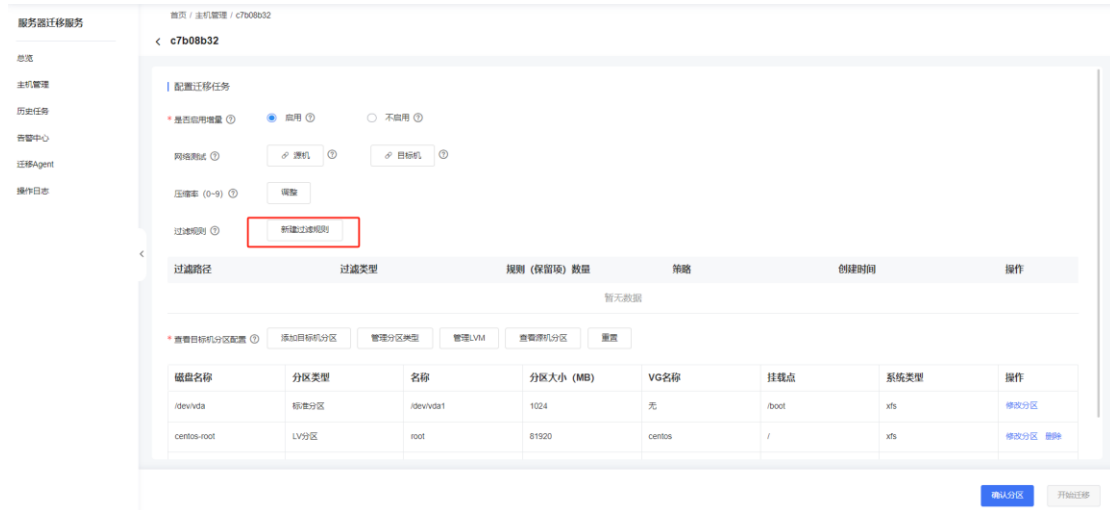 首页 / 主机管理 / c7b08b32
服务器迁移服务
c7b08b32
总览
主机管理
历史任务
告警中心
迁移Agent
操作日志
配置迁移任务
* 是否启用增量 启用 不启用
网络测试 源机 目标机
压缩率 (0-9) 调整
过滤规则 新建过滤规则
过滤路径 过滤类型 规则 (保留项) 数量 策略 创建时间 操作
暂无数据
* 查看目标机分区配置 添加目标机分区 管理分区类型 管理LVM 查看源机分区 重置
磁盘名称 分区类型 名称 分区大小 (MB) VG名称 挂载点 系统类型 操作
/dev/vda 标准分区 /dev/vda1 1024 无 /boot xfs 修改分区
centos-root LV分区 root 81920 centos / xfs 修改分区 删除
确认分区 开始迁移